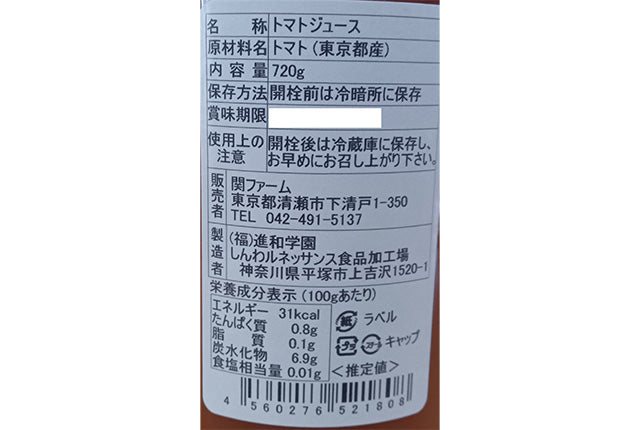 名 称 トマトジュース
原材料名 トマト(東京都産)
内容量 720g
保存方法 開栓前は冷暗所に保存
賞味期限
使用上の注意 開栓後は冷蔵庫に保存し、
お早めにお召し上がり下さい。
販売者 関ファーム
東京都清瀬市下清戸1-350
TEL 042-491-5137
製造者 (福)進和学園
しんわルネッサンス食品加工場
神奈川県平塚市上吉沢1520-1
栄養成分表示(100gあたり)
エネルギー 31kcal
たんぱく質 0.8g
脂質 0.1g
炭水化物 6.9g
食塩相当量 0.01g
紙 ラベル
プラ スチール キャップ
<推定値>
4 560276 521808